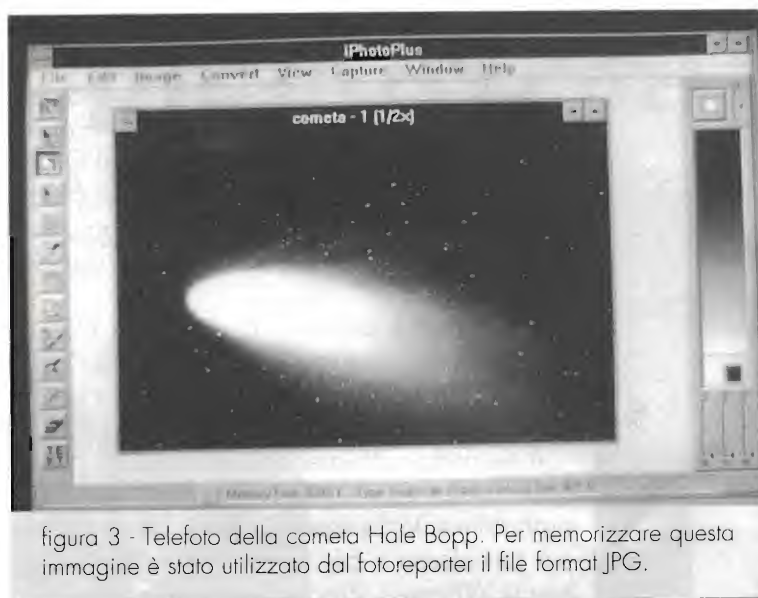 iPhotoPlus
File Edit Image Convert View Capture Window Help
cometa - 1 (1/2x)
figura 3 - Telefoto della cometa Hale Bopp. Per memorizzare questa
immagine è stato utilizzato dal fotoreporter il file format JPG.